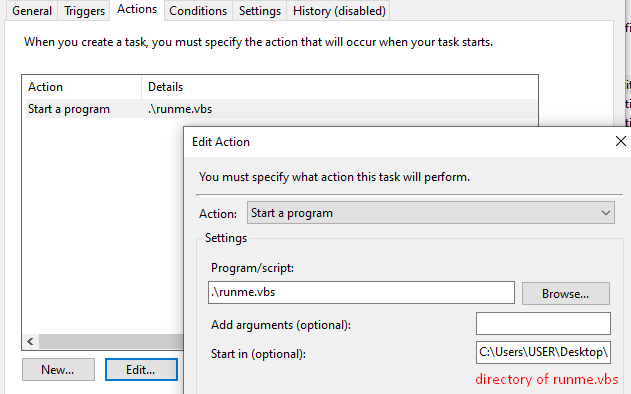 General Triggers Actions Conditions Settings History (disabled)
When you create a task, you must specify the action that will occur when your task starts.
Action Details
Start a program .\runme.vbs
Edit Action
You must specify what action this task will perform.
Action: Start a program
Settings
Program/script:
.\runme.vbs Browse...
Add arguments (optional):
Start in (optional): C:\Users\USER\Desktop\
New... Edit... directory of runme.vbs